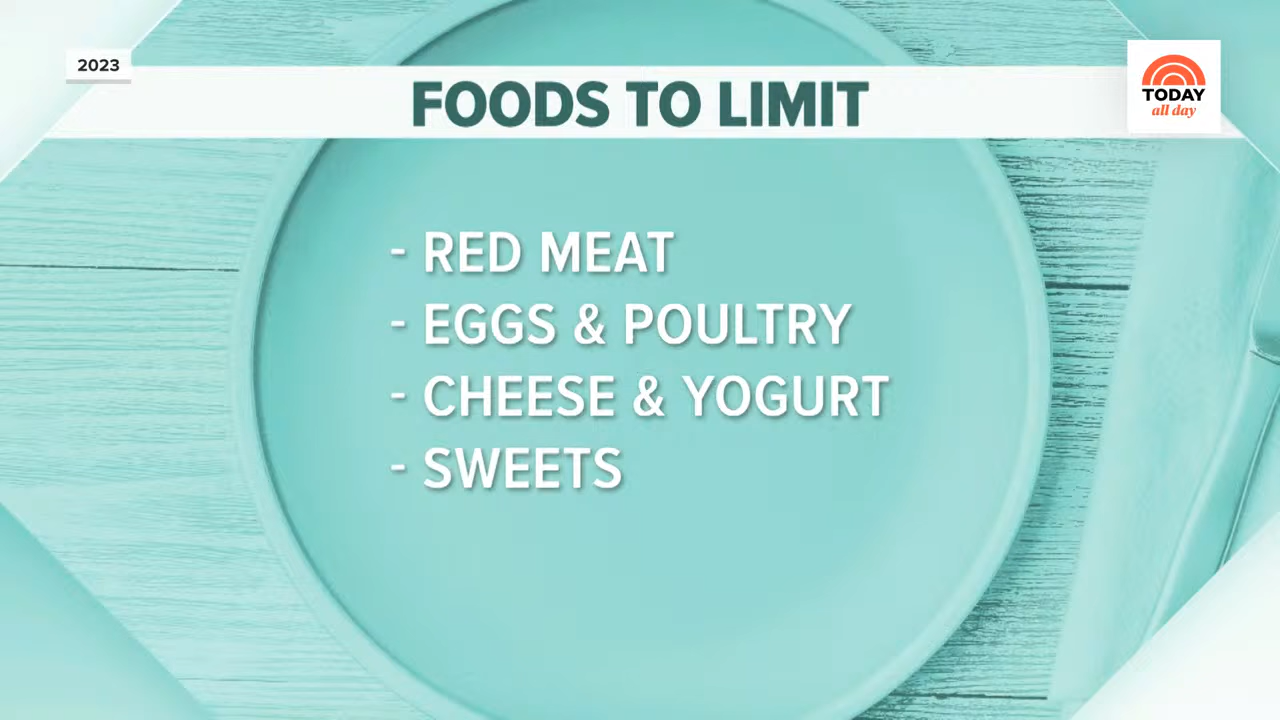 2023
FOODS TO LIMIT
TODAY
all day
- RED MEAT
- EGGS & POULTRY
- CHEESE & YOGURT
- SWEETS